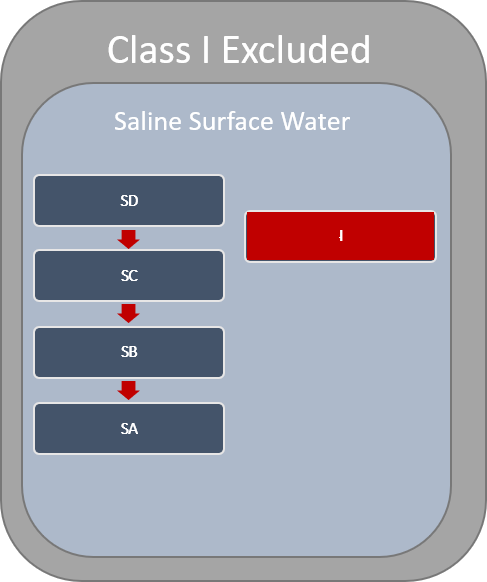 Class I Excluded
Saline Surface Water
SD
I
SC
SB
SA